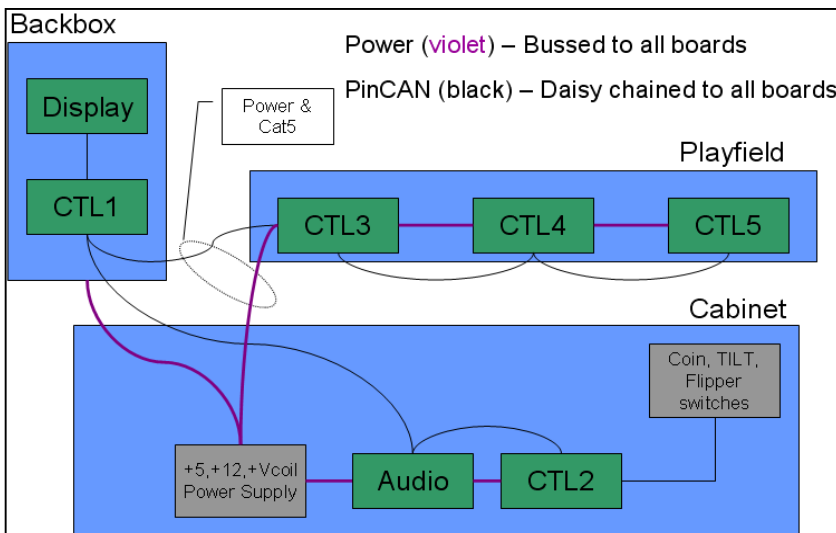 Backbox
Power (violet) – Bussed to all boards
PinCAN (black) – Daisy chained to all boards
Display
Power &
Cat5
CTL1
Playfield
CTL3
CTL4
CTL5
Cabinet
Coin, TILT,
Flipper
switches
+5,+12,+Vcoil
Power Supply
Audio
CTL2